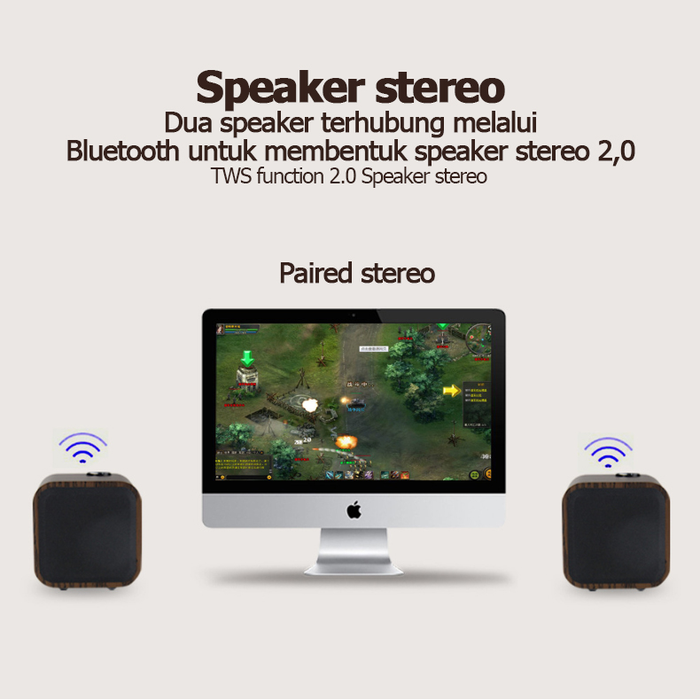 Speaker stereo
Dua speaker terhubung melalui
Bluetooth untuk membentuk speaker stereo 2,0
TWS function 2.0 Speaker stereo
Paired stereo